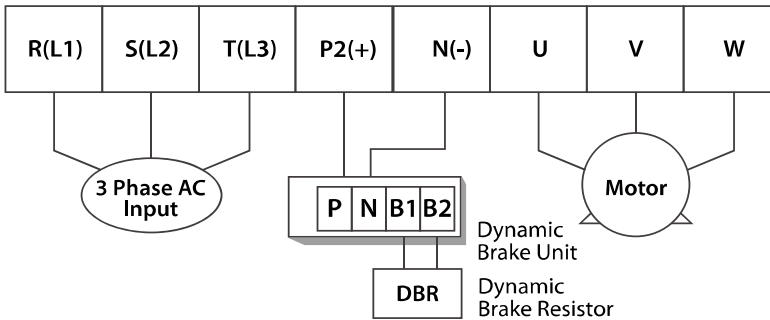 R(L1) S(L2) T(L3) P2(+) N(-) U V W
3 Phase AC
Input
Motor
P N B1 B2
Dynamic
Brake Unit
DBR
Dynamic
Brake Resistor